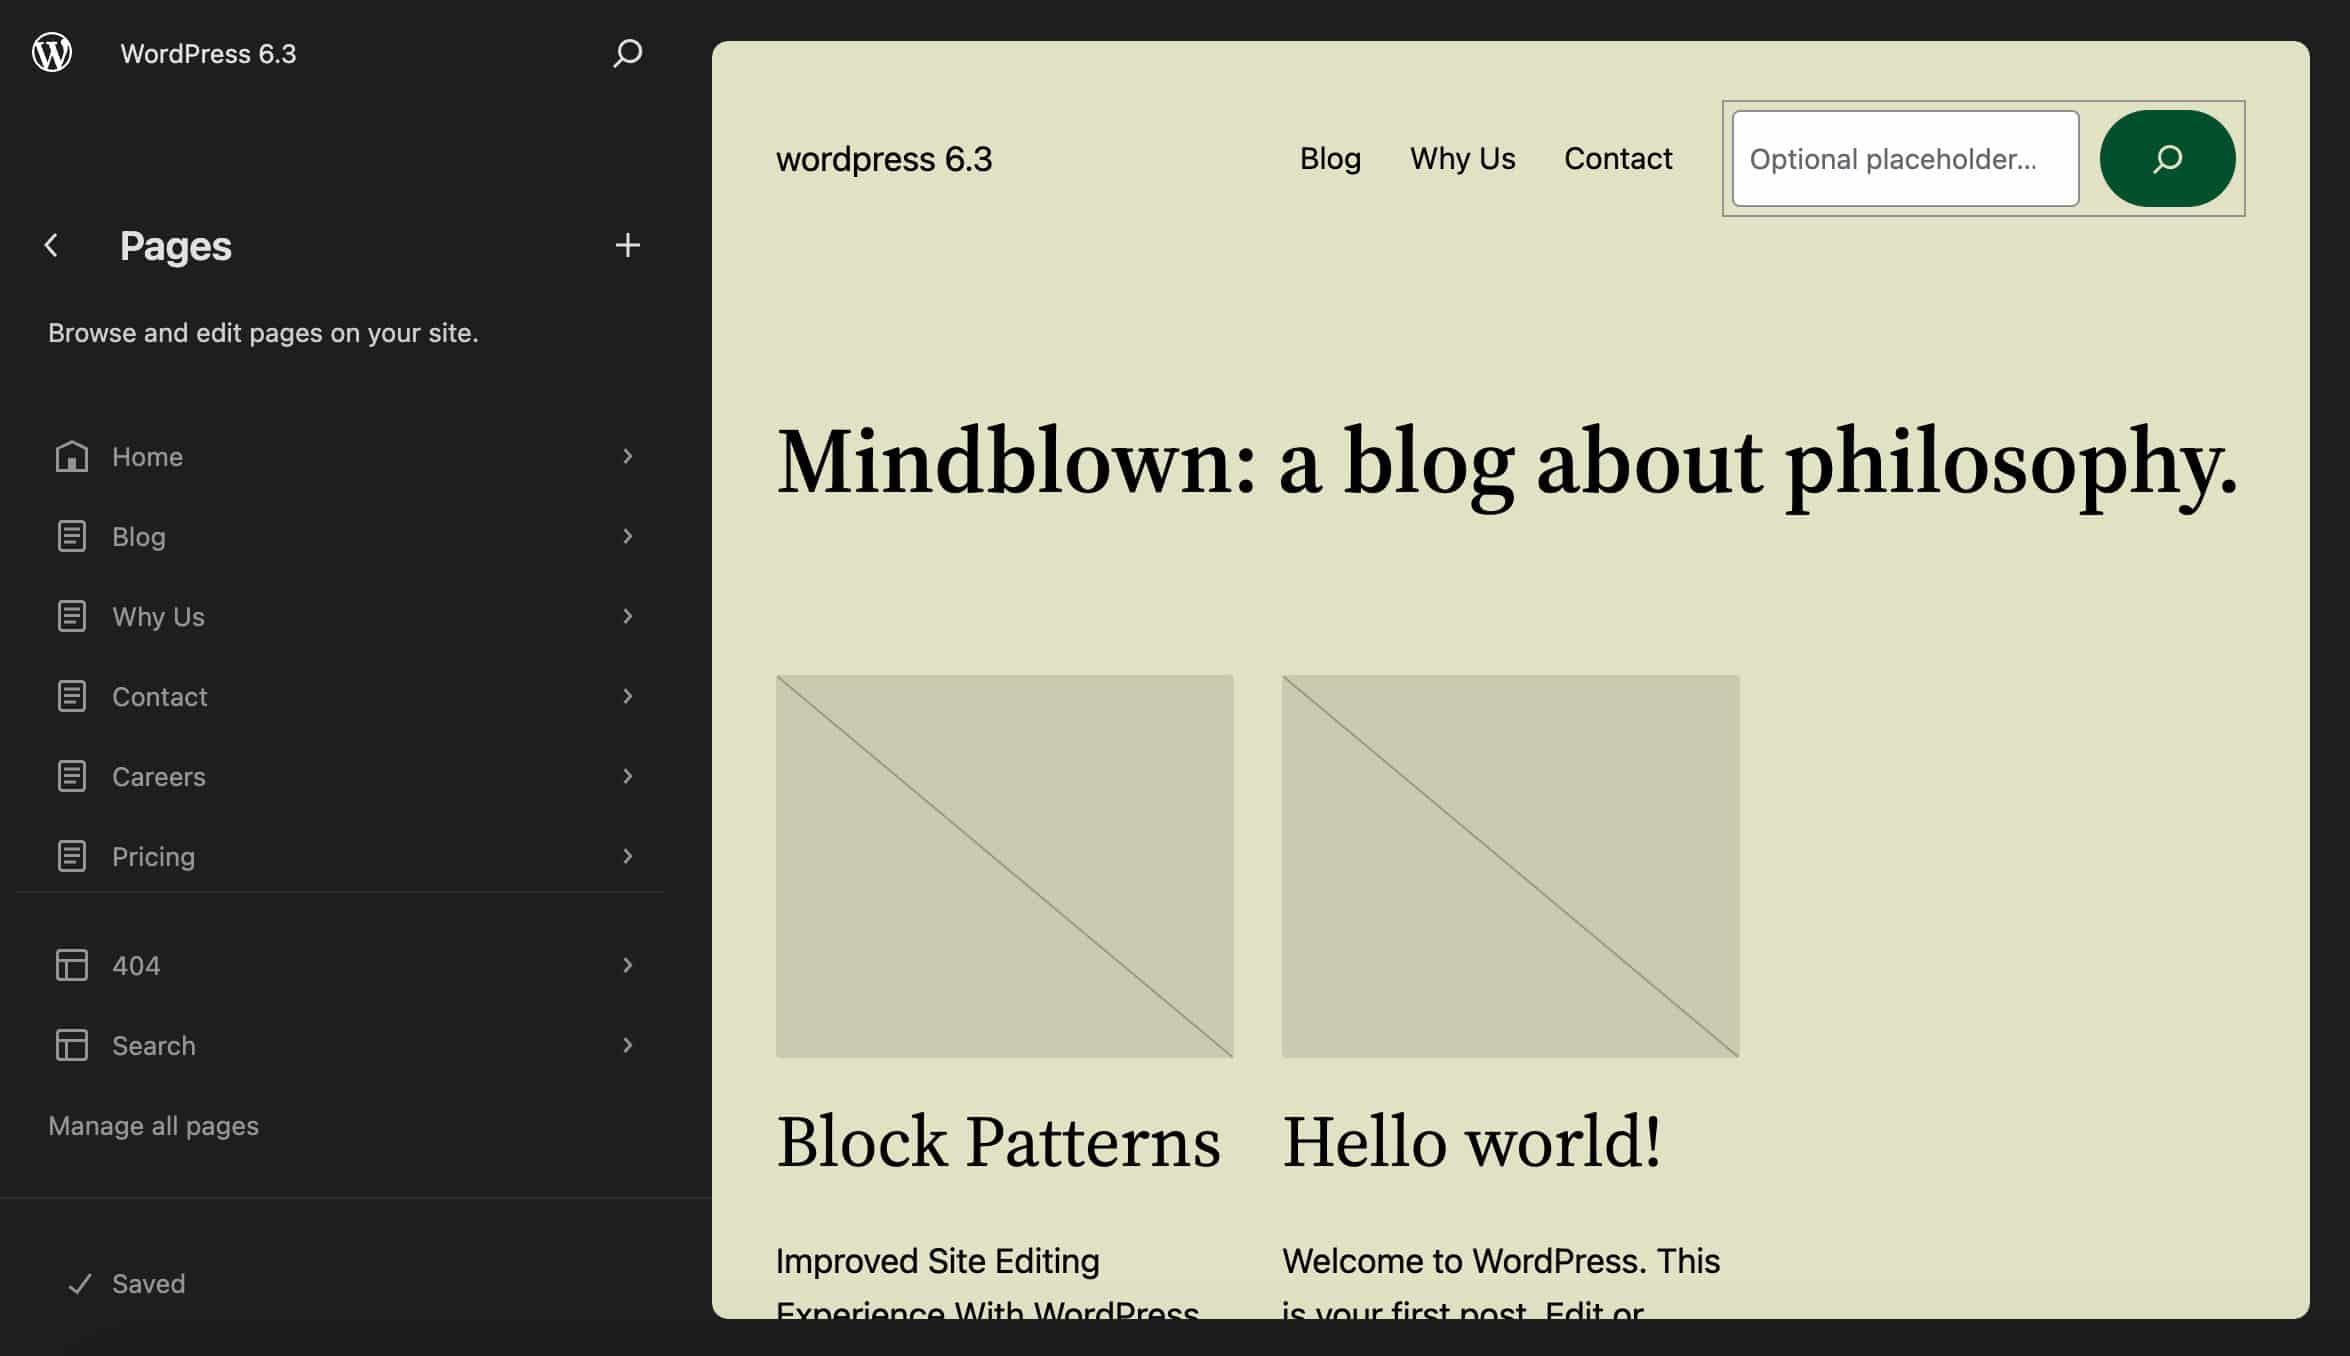 WordPress 6.3
Pages
Browse and edit pages on your site.
Home
Blog
Why Us
Contact
Careers
Pricing
404
Search
Manage all pages
Saved
wordpress 6.3
Blog Why Us Contact
Optional placeholder...
Mindblown: a blog about philosophy.
Block Patterns
Improved Site Editing
Experience With WordPress
Hello world!
Welcome to WordPress. This
is your first post. Edit or